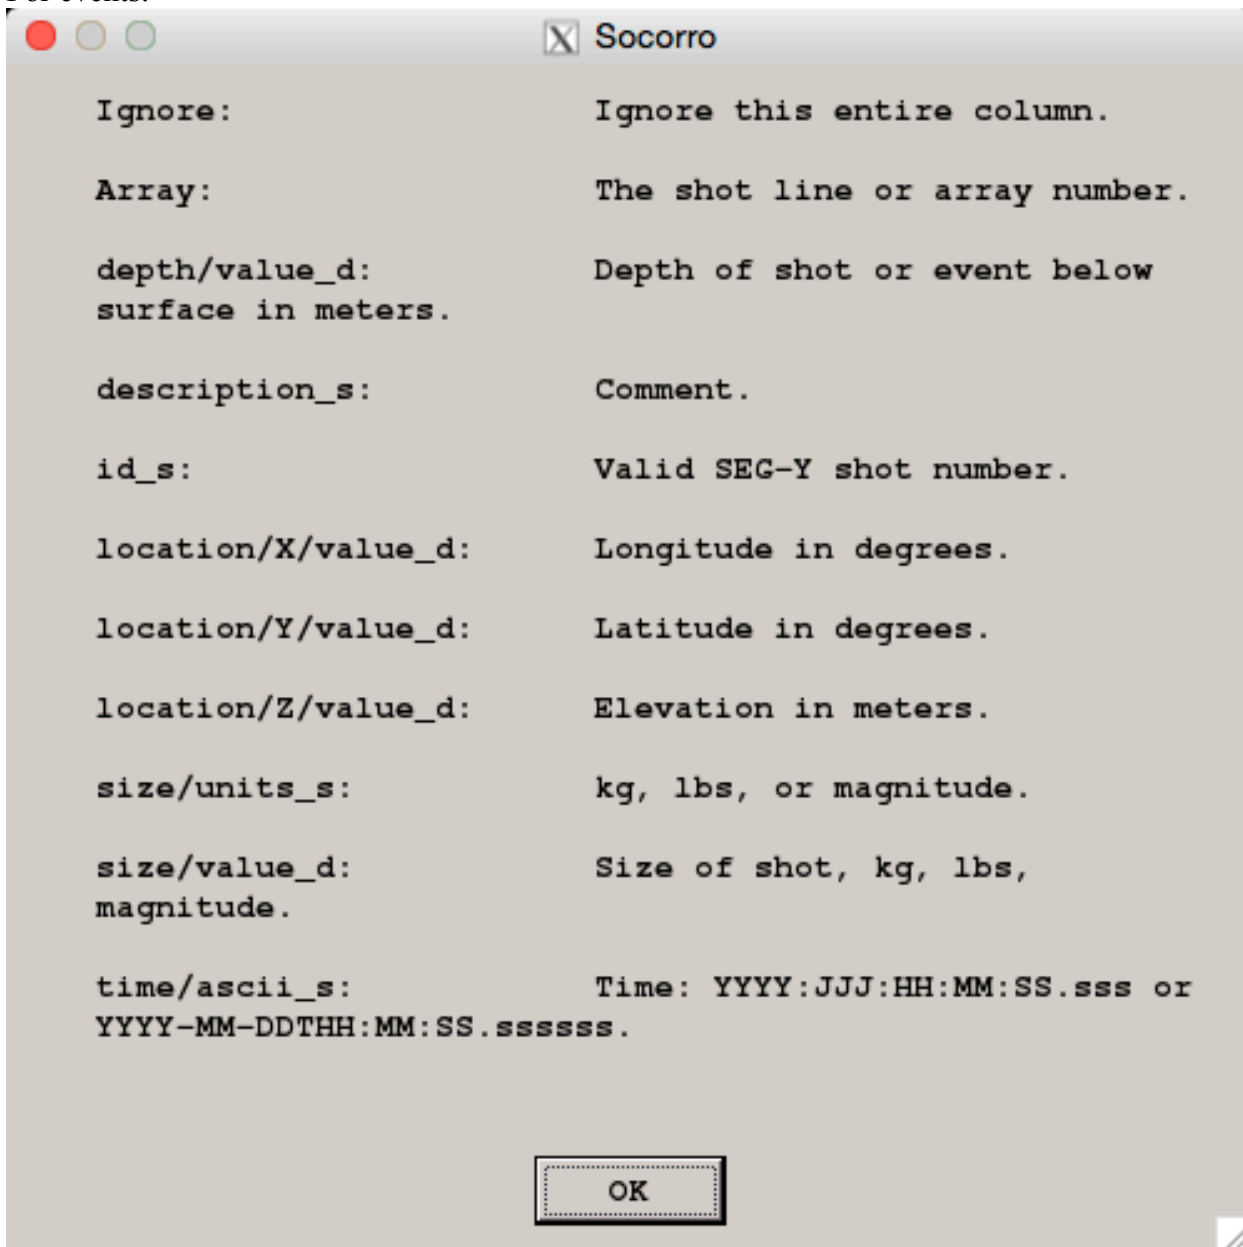 For events:
Socorro
Ignore: Ignore this entire column.
Array: The shot line or array number.
depth/value_d: Depth of shot or event below
surface in meters.
description_s: Comment.
id_s: Valid SEG-Y shot number.
location/X/value_d: Longitude in degrees.
location/Y/value_d: Latitude in degrees.
location/Z/value_d: Elevation in meters.
size/units_s: kg, lbs, or magnitude.
size/value_d: Size of shot, kg, lbs,
magnitude.
time/ascii_s: Time: YYYY:JJJ:HH:MM:SS.sss or
YYYY-MM-DDTHH:MM:SS.ssssss.
OK